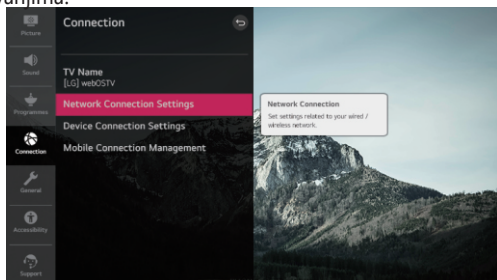 Connection
Picture
Sound
TV Name
[LG] webOSTV
Programmes
Network Connection Settings
Network Connection
Set settings related to your wired /
wireless network.
Device Connection Settings
Connection
Mobile Connection Management
General
Accessibility
Support